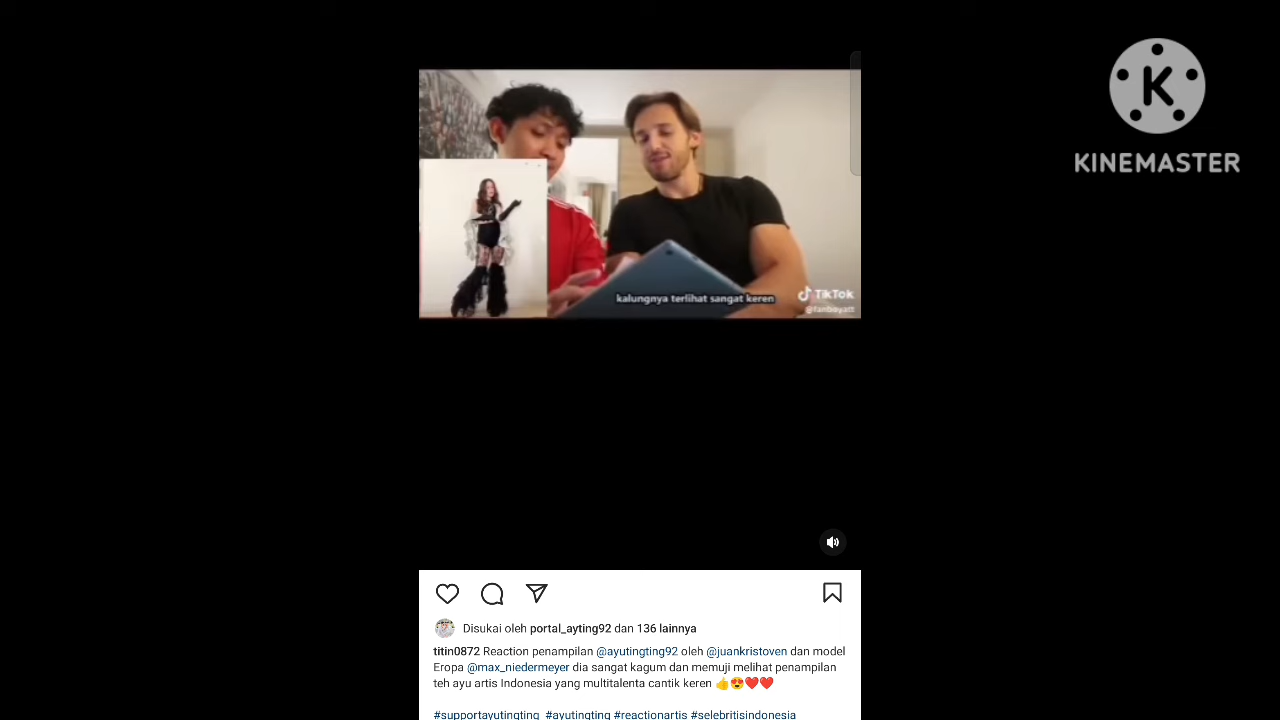 K
KINEMASTER
kalungnya terlihat sangat keren
TikTok
@fanboyatt
Disukai oleh portal_ayting92 dan 136 lainnya
titin0872 Reaction penampilan @ayutingting92 oleh @juankristoven dan model
Eropa @max_niedermeyer dia sangat kagum dan memuji melihat penampilan
teh ayu artis Indonesia yang multitalenta cantik keren 👍😍❤️❤️
#supportayutingting #ayutingting #reactionartis #selebritisindonesia